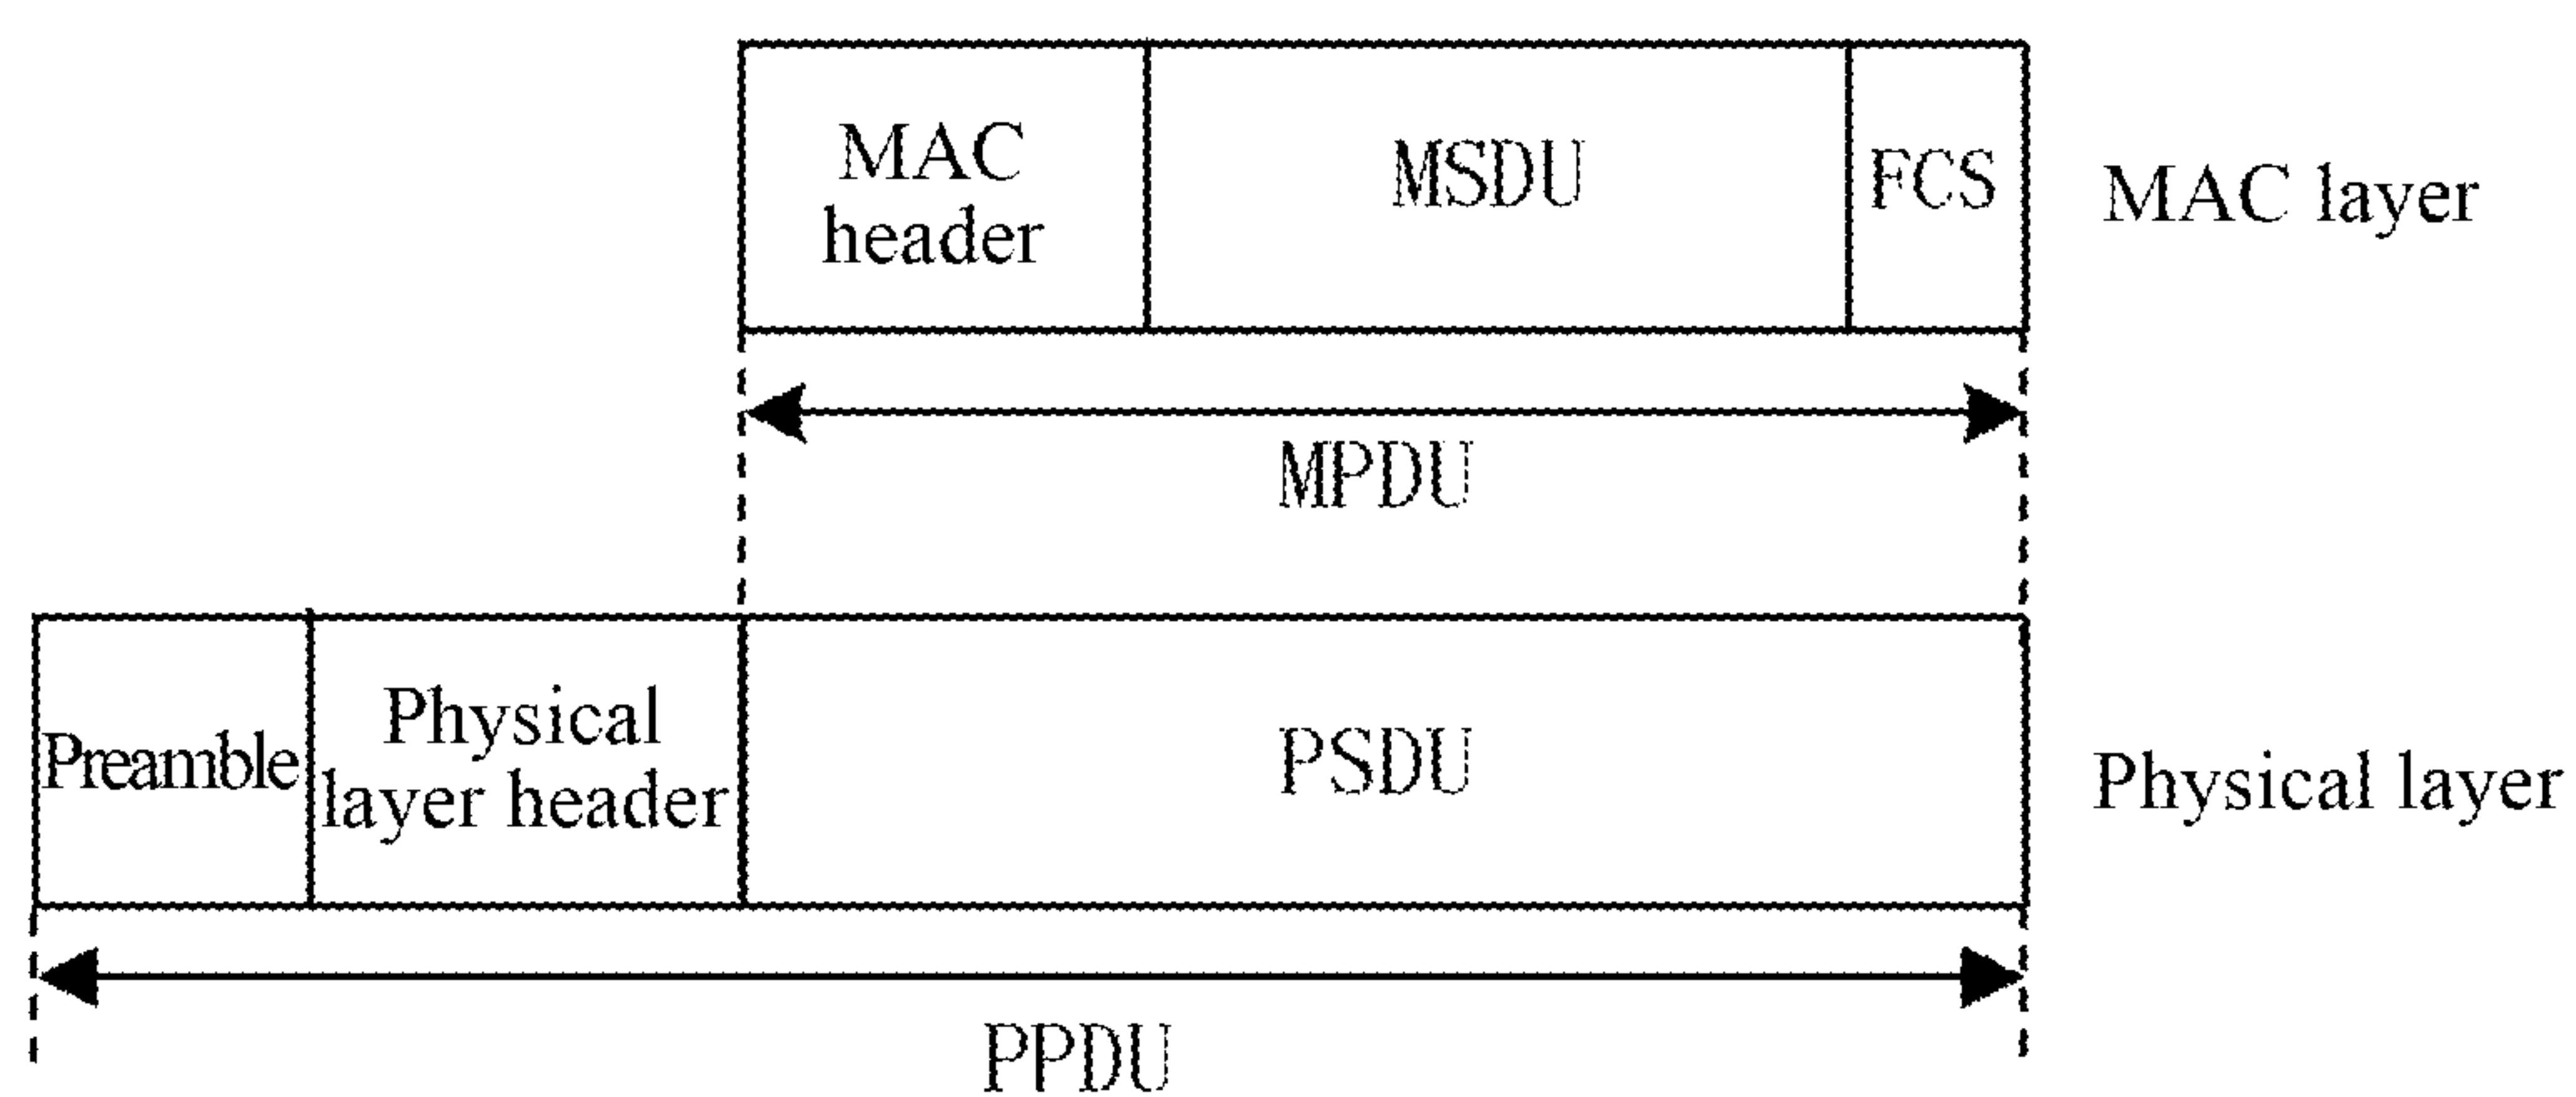 MAC
header
MSDU
FCS
MAC layer
MPDU
Preamble
Physical
layer header
PSDU
Physical layer
PPDU